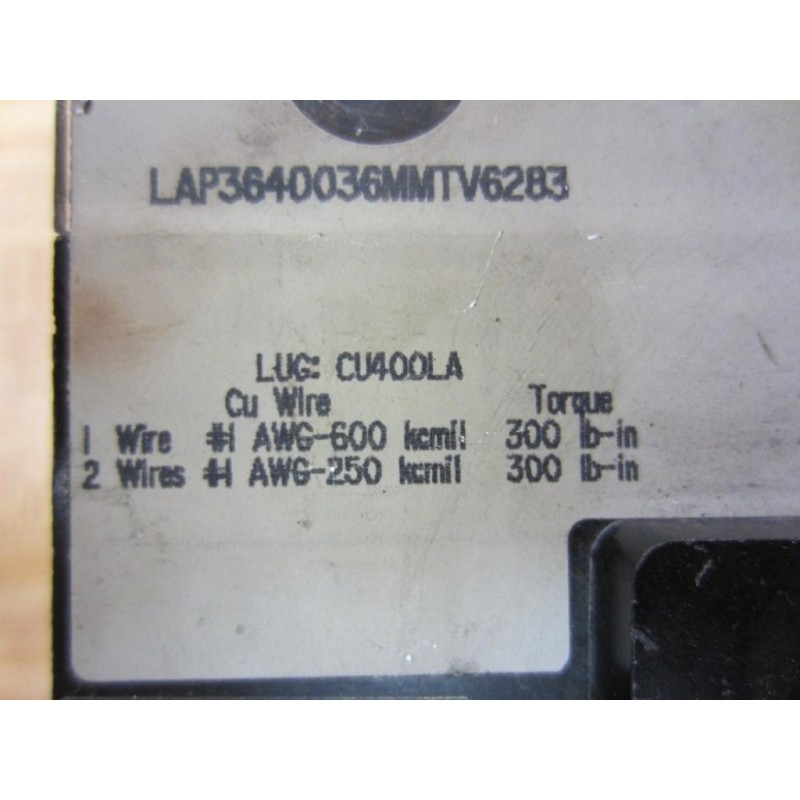 LAP3640036MMTV6283
LUG: CU400LA
Cu Wire Torque
1 Wire #1 AWG-600 kcmil 300 lb-in
2 Wires #1 AWG-250 kcmil 300 lb-in